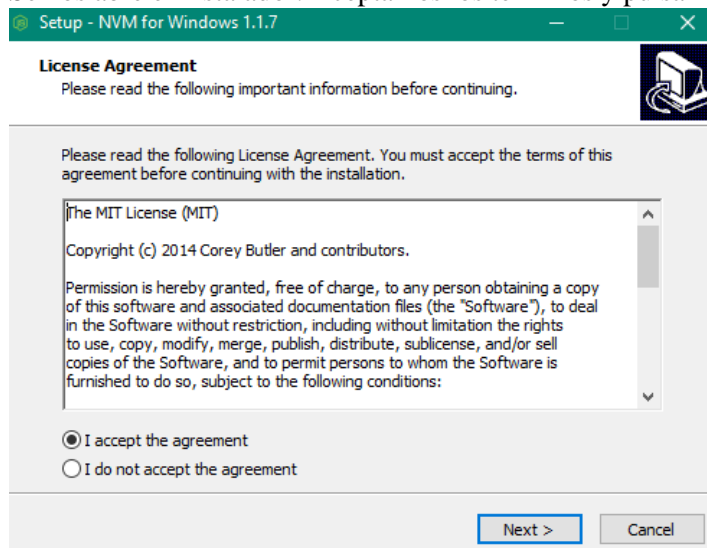 Setup - NVM for Windows 1.1.7
License Agreement
Please read the following important information before continuing.
Please read the following License Agreement. You must accept the terms of this
agreement before continuing with the installation.
The MIT License (MIT)
Copyright (c) 2014 Corey Butler and contributors.
Permission is hereby granted, free of charge, to any person obtaining a copy
of this software and associated documentation files (the "Software"), to deal
in the Software without restriction, including without limitation the rights
to use, copy, modify, merge, publish, distribute, sublicense, and/or sell
copies of the Software, and to permit persons to whom the Software is
furnished to do so, subject to the following conditions:
I accept the agreement
I do not accept the agreement
Next >
Cancel